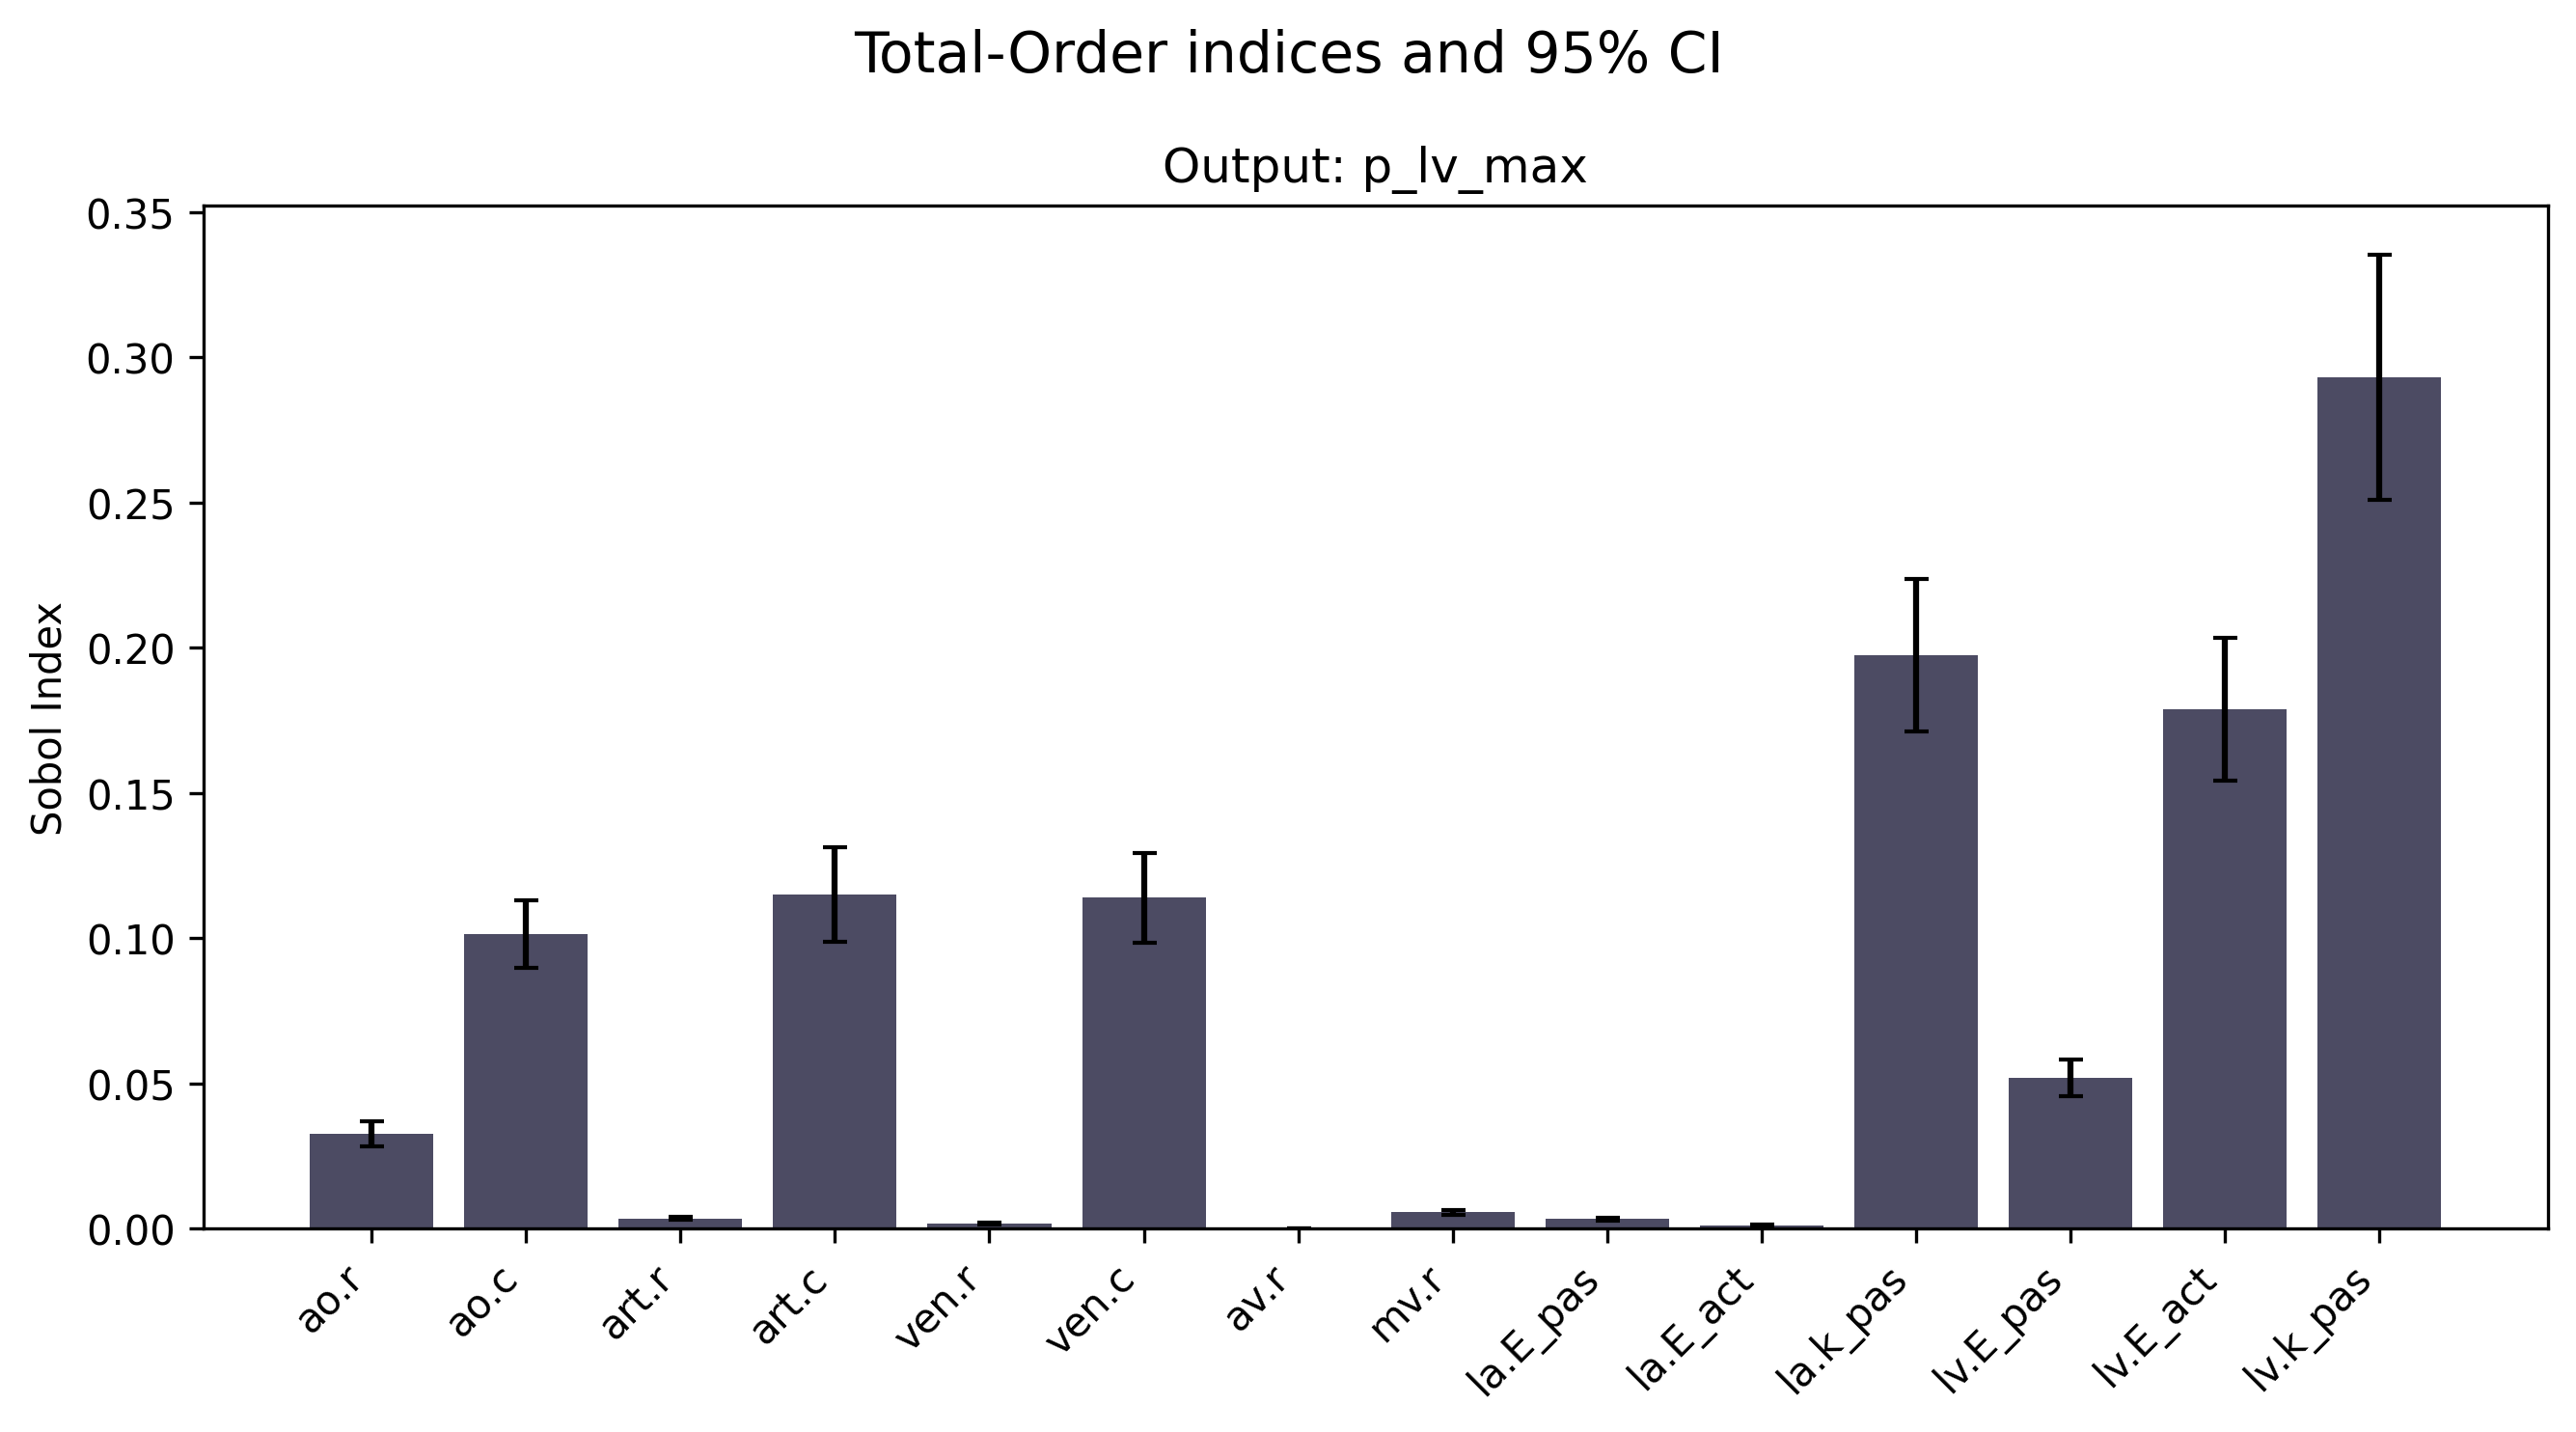 Total-Order indices and 95% CI
Output: p_lv_max
Sobol Index
0.35
0.30
0.25
0.20
0.15
0.10
0.05
0.00
ao.r
ao.c
art.r
art.c
ven.r
ven.c
av.r
mv.r
la.E_pas
la.E_act
la.k_pas
lv.E_pas
lv.E_act
lv.k_pas